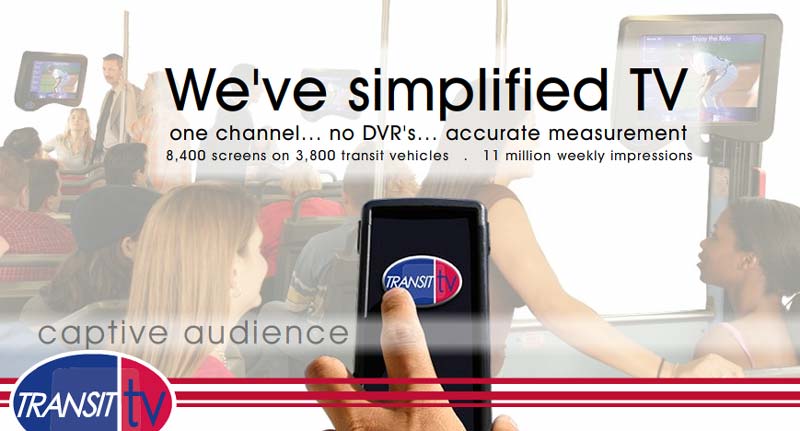 Enjoy the Ride
We've simplified TV
one channel... no DVR's... accurate measurement
8,400 screens on 3,800 transit vehicles . 11 million weekly impressions
TRANSIT tv
captive audience
TRANSIT tv